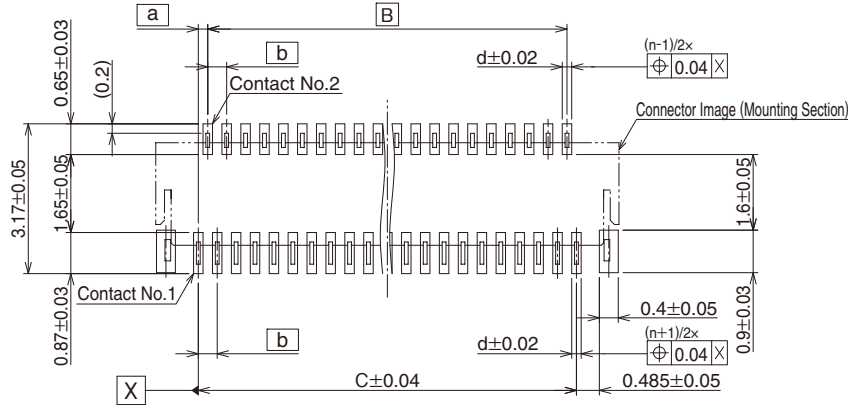 a
B
b
d±0.02
(n-1)/2×
⌖ 0.04 X
0.65±0.03
(0.2)
Contact No.2
Connector Image (Mounting Section)
3.17±0.05
1.65±0.05
1.6±0.05
Contact No.1
0.87±0.03
0.4±0.05
0.9±0.03
b
d±0.02
(n+1)/2×
⌖ 0.04 X
X
C±0.04
0.485±0.05